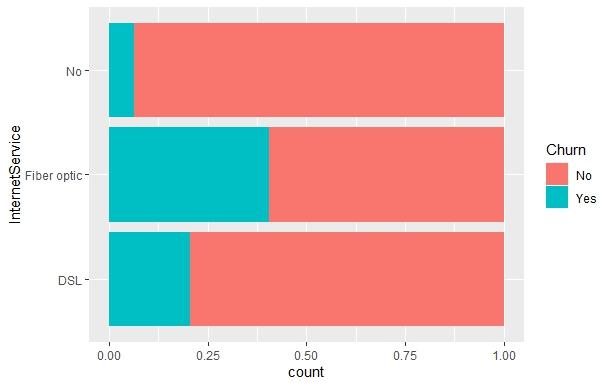 InternetService
No
Fiber optic
DSL
0.00 0.25 0.50 0.75 1.00
count
Churn
No
Yes